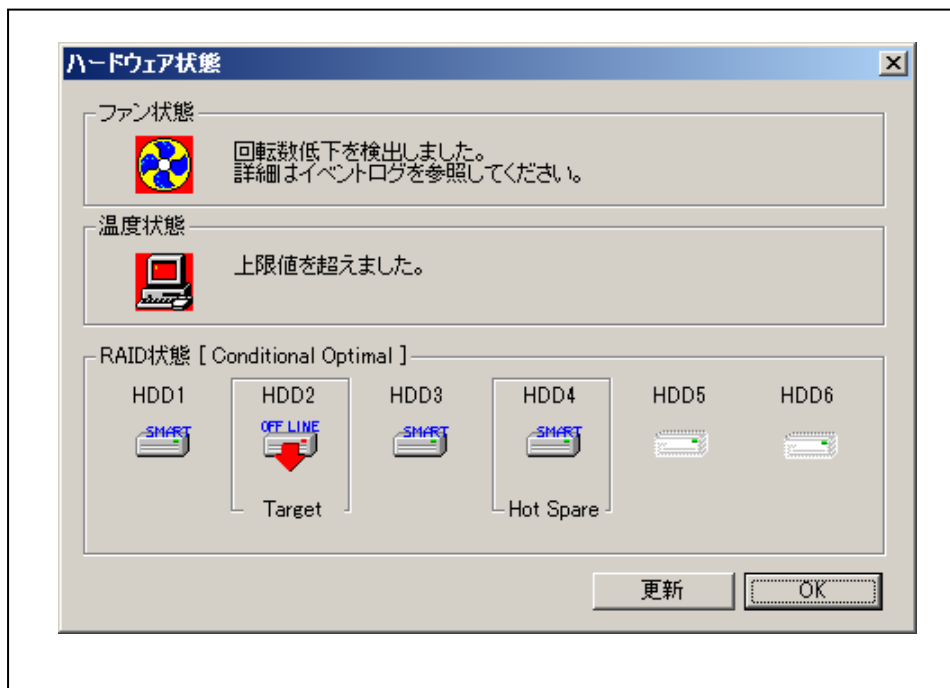 ハードウェア状態
ファン状態
回転数低下を検出しました。
詳細はイベントログを参照してください。
温度状態
上限値を超えました。
RAID状態 [ Conditional Optimal ]
HDD1 HDD2 HDD3 HDD4 HDD5 HDD6
SMART OFF LINE SMART SMART
Target Hot Spare
更新 OK